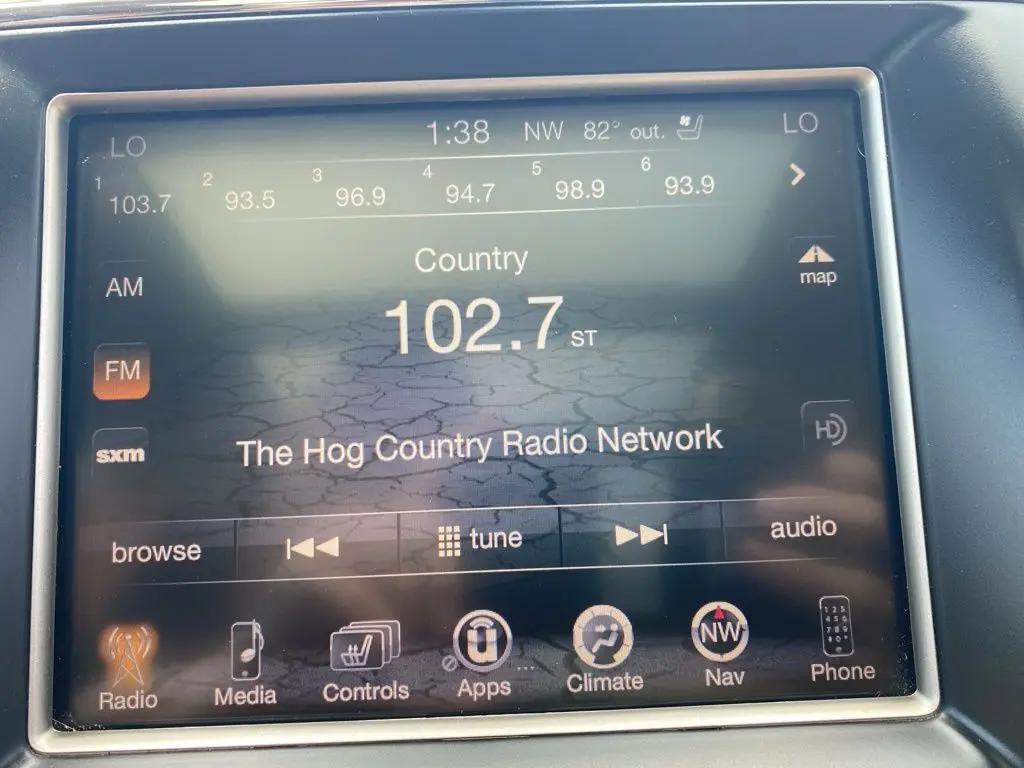 LO 1:38 NW 82° out. LO
1 103.7 2 93.5 3 96.9 4 94.7 5 98.9 6 93.9
Country
map
AM
102.7 ST
FM
HD
sxm
The Hog Country Radio Network
browse tune audio
NW
Radio Media Controls Apps Climate Nav Phone